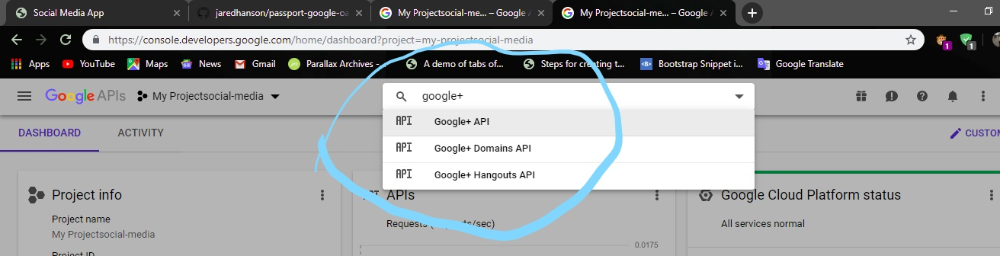 Social Media App
jaredhanson/passport-google-oa
My Projectsocial-me... – Google A
My Projectsocial-me... – Google A
https://console.developers.google.com/home/dashboard?project=my-projectsocial-media
Apps YouTube Maps News Gmail Parallax Archives - A demo of tabs of... Steps for creating t... Bootstrap Snippet i... Google Translate
1 1
Google APIs My Projectsocial-media google+
API Google+ API
DASHBOARD ACTIVITY API Google+ Domains API CUSTOM
API Google+ Hangouts API
Project info APIs Google Cloud Platform status
Project name Requests (requests/sec) All services normal
My Projectsocial-media
0.0175
Project ID